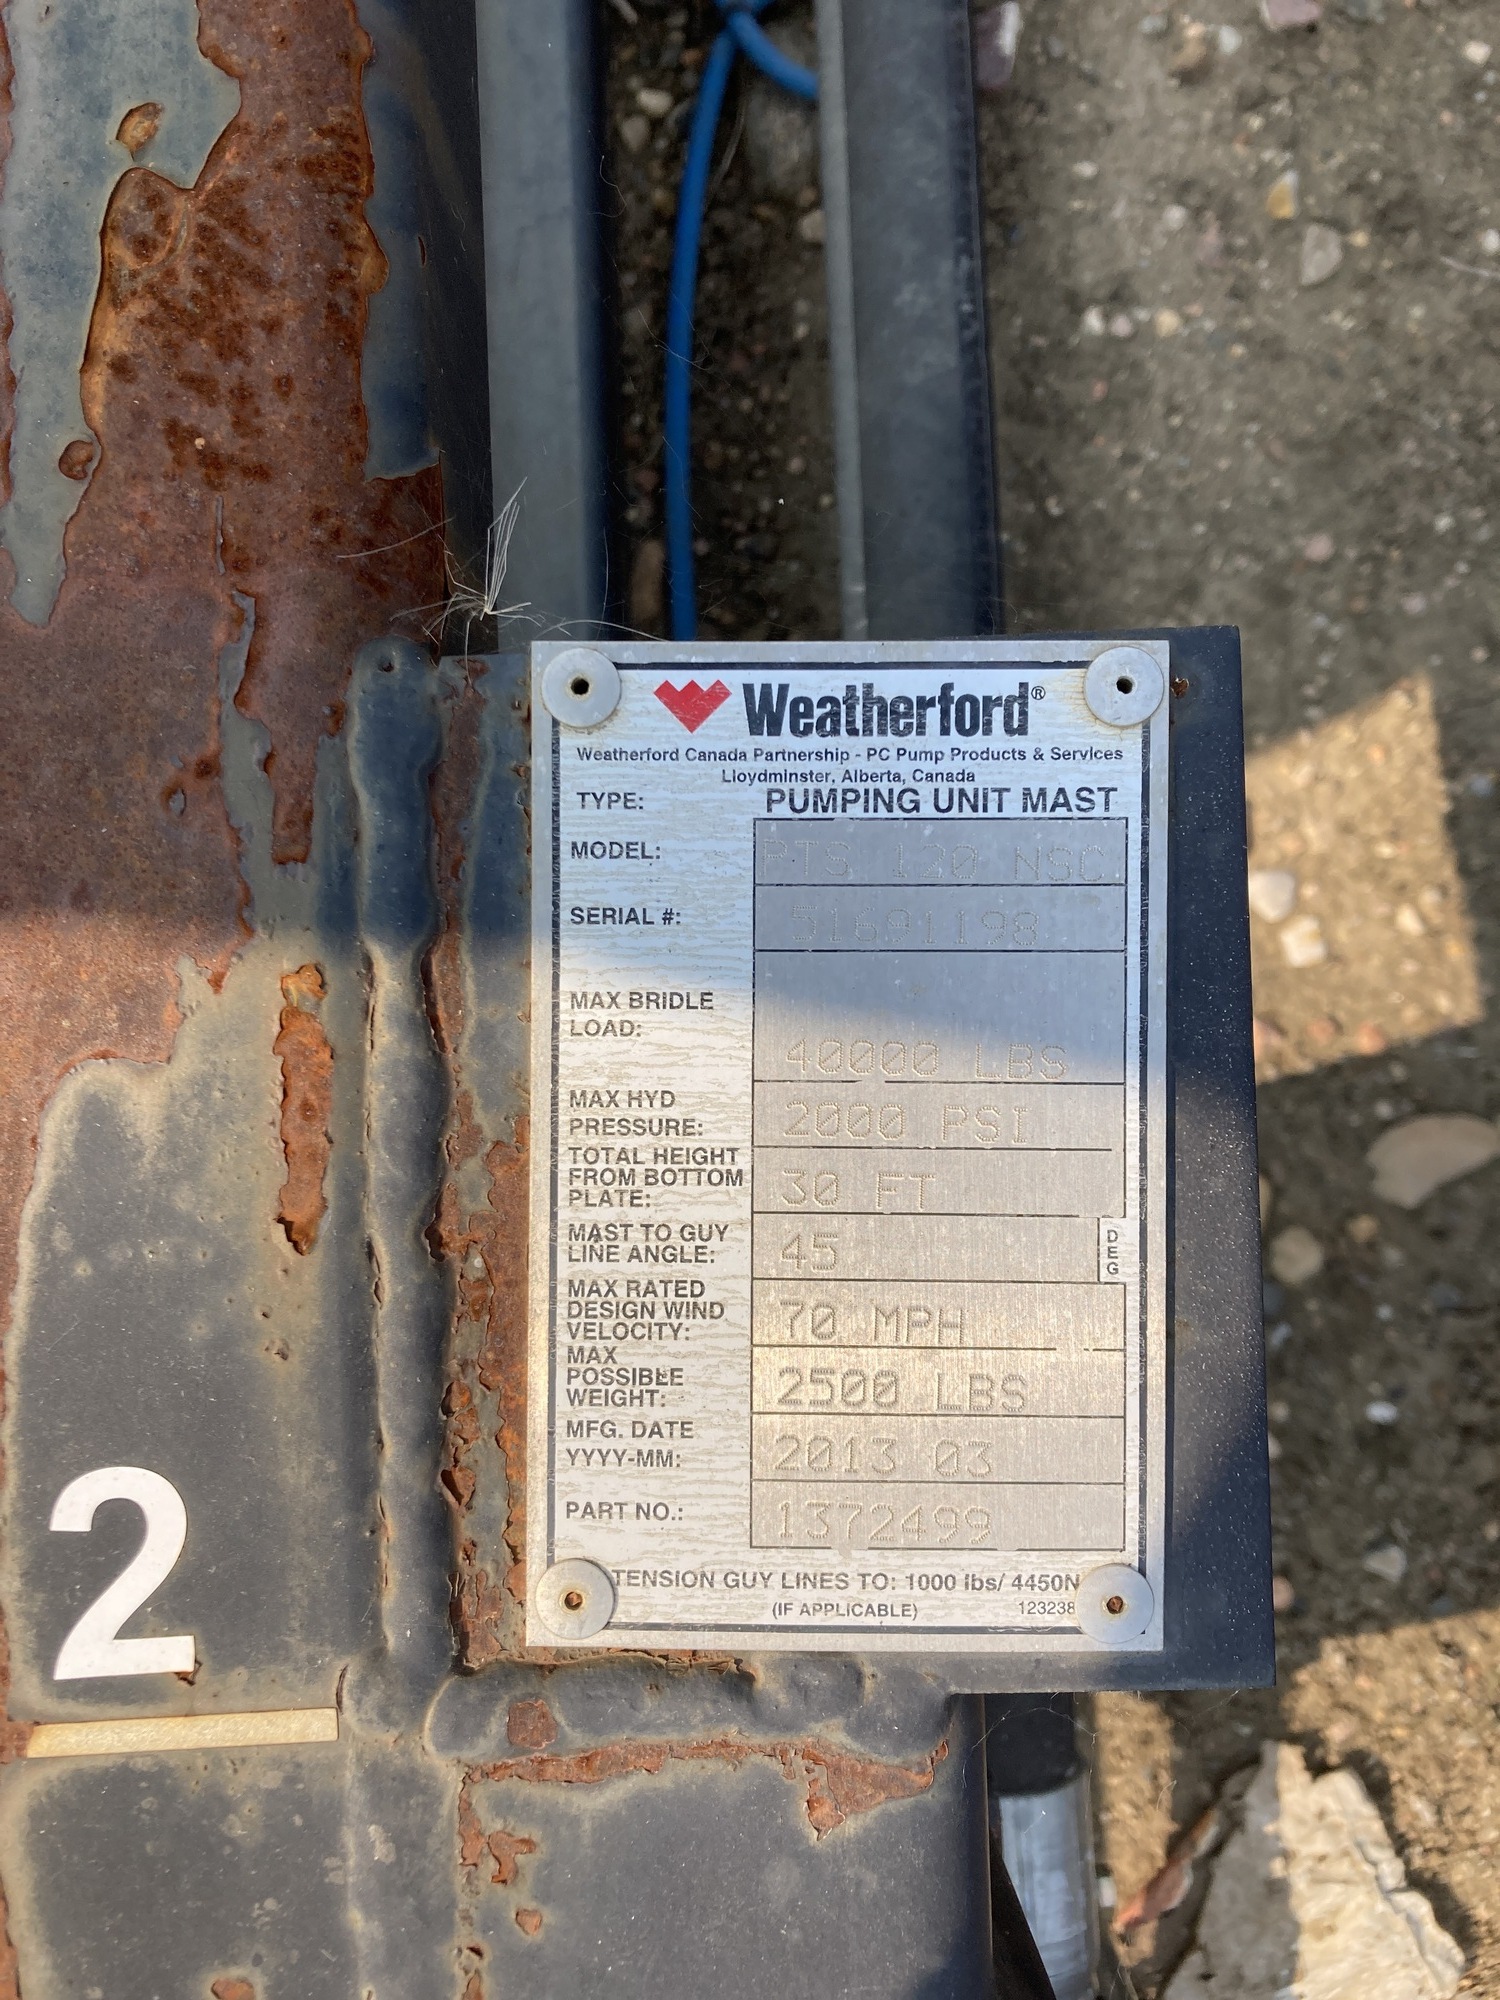 Weatherford®
Weatherford Canada Partnership - PC Pump Products & Services
Lloydminster, Alberta, Canada
TYPE: PUMPING UNIT MAST
MODEL: PTS 120 NSC
SERIAL #: 51691198
MAX BRIDLE
LOAD: 40000 LBS
MAX HYD
PRESSURE: 2000 PSI
TOTAL HEIGHT
FROM BOTTOM
PLATE: 30 FT
MAST TO GUY
LINE ANGLE: 45 DEG
MAX RATED
DESIGN WIND
VELOCITY: 70 MPH
MAX
POSSIBLE
WEIGHT: 2500 LBS
MFG. DATE
YYYY-MM: 2013 03
PART NO.: 1372499
TENSION GUY LINES TO: 1000 lbs/ 4450N
(IF APPLICABLE) 123238
2